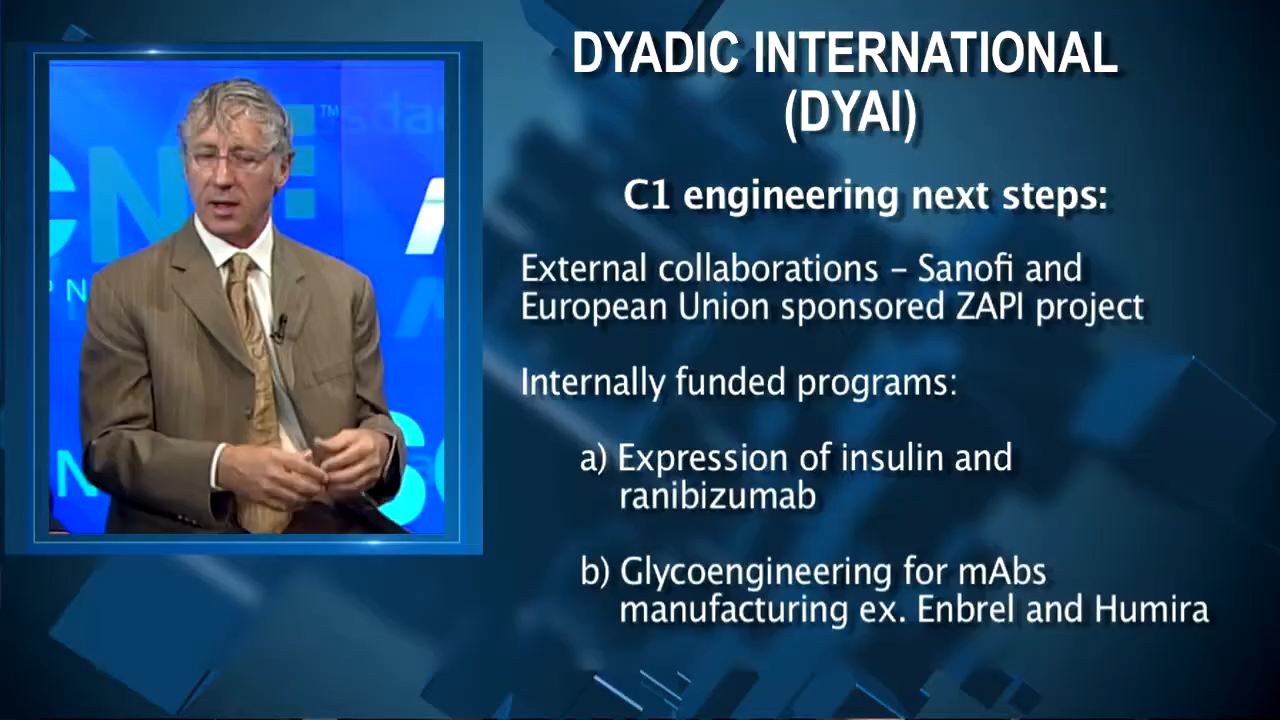 DYADIC INTERNATIONAL
(DYAI)
C1 engineering next steps:
External collaborations – Sanofi and
European Union sponsored ZAPI project
Internally funded programs:
a) Expression of insulin and
ranibizumab
b) Glycoengineering for mAbs
manufacturing ex. Enbrel and Humira